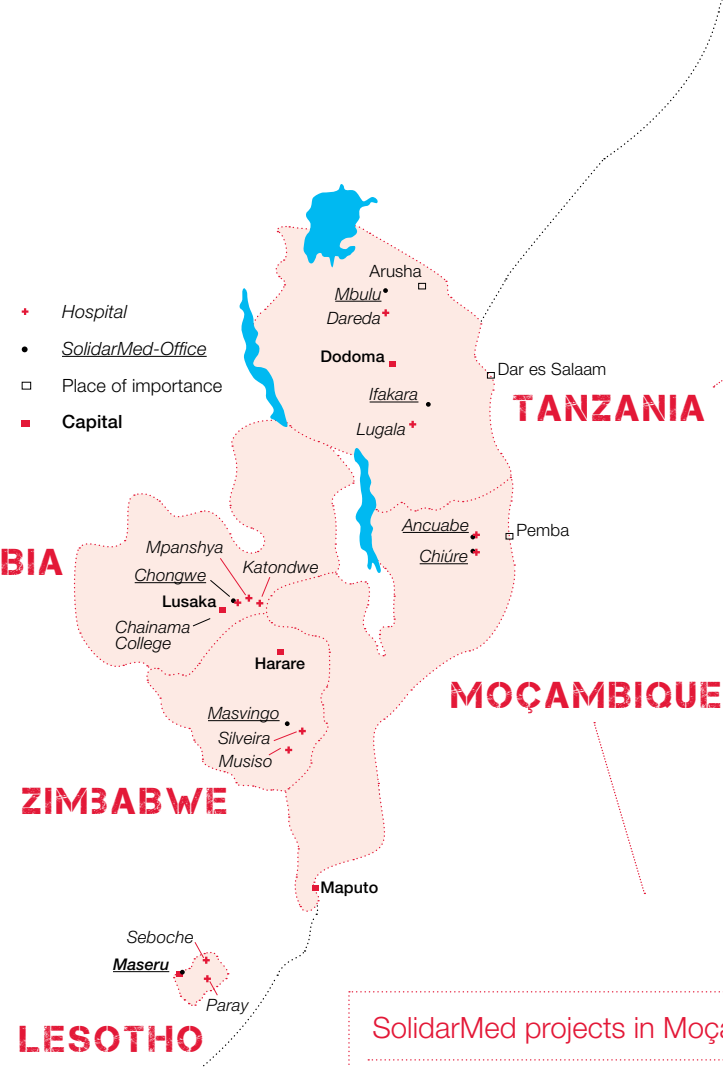 Arusha
Mbulu
Dareda
Hospital
SolidarMed-Office
Place of importance
Capital
Dodoma
Dar es Salaam
Ifakara
TANZANIA
Lugala
Ancuabe
Pemba
Chiúre
BIA
Mpanshya
Katondwe
Chongwe
Lusaka
Chainama
College
Harare
MOÇAMBIQUE
Masvingo
Silveira
Musiso
ZIMBABWE
Maputo
Seboche
Maseru
Paray
LESOTHO
SolidarMed projects in Moça